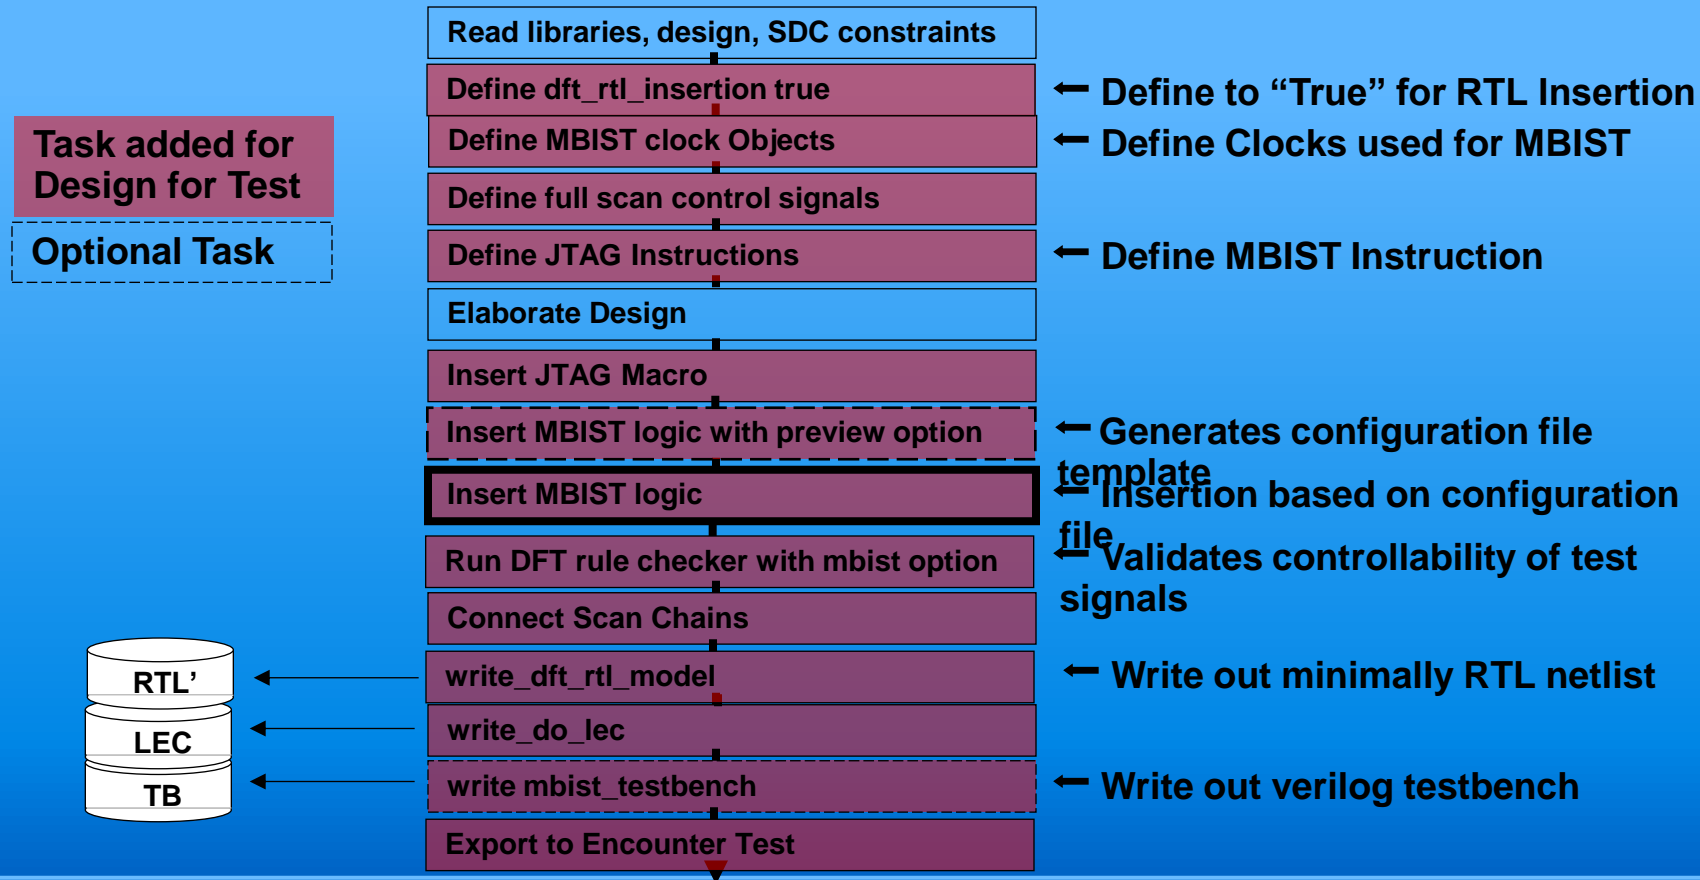 Read libraries, design, SDC constraints
Define dft_rtl_insertion true
Define to “True” for RTL Insertion
Define MBIST clock Objects
Define Clocks used for MBIST
Task added for
Design for Test
Define full scan control signals
Optional Task
Define JTAG Instructions
Define MBIST Instruction
Elaborate Design
Insert JTAG Macro
Insert MBIST logic with preview option
Generates configuration file
template
Insert MBIST logic
Insertion based on configuration
file
Run DFT rule checker with mbist option
Validates controllability of test
signals
Connect Scan Chains
RTL’
write_dft_rtl_model
Write out minimally RTL netlist
LEC
write_do_lec
TB
write mbist_testbench
Write out verilog testbench
Export to Encounter Test